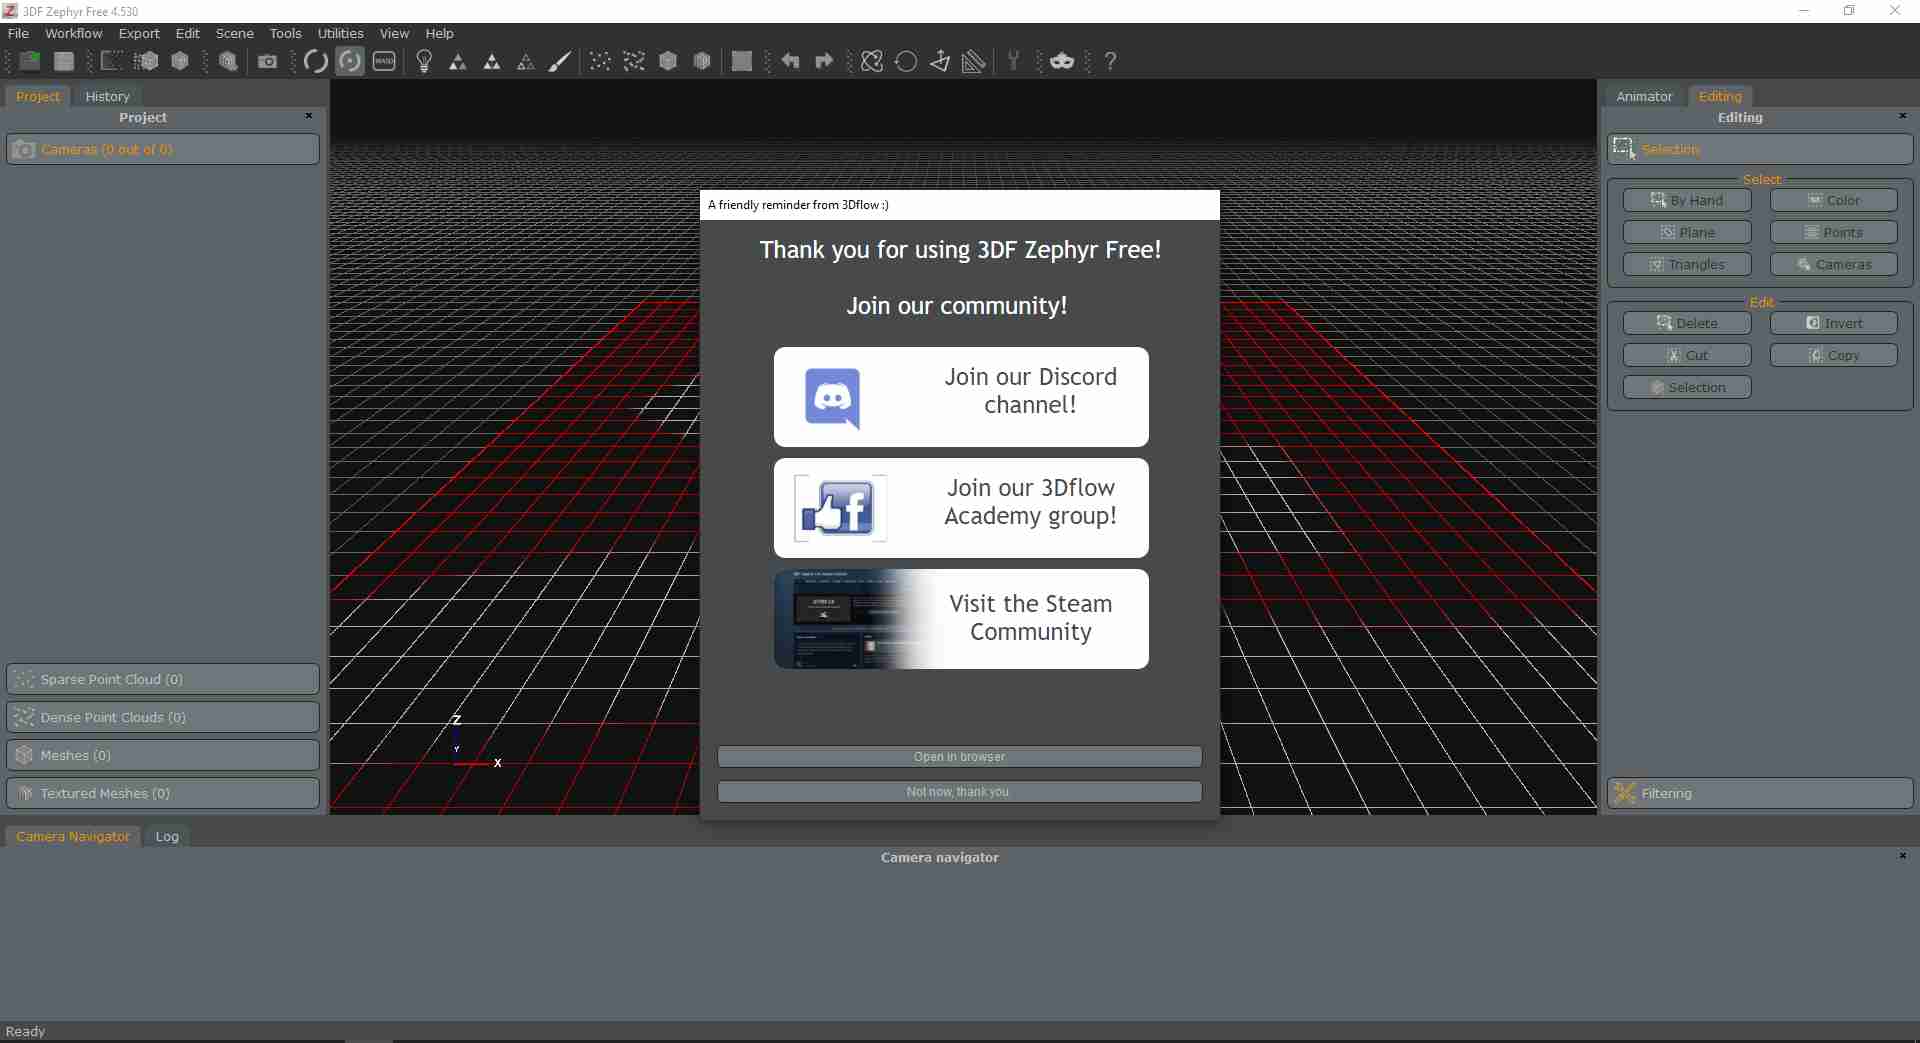 3DF Zephyr Free 4.530
File Workflow Export Edit Scene Tools Utilities View Help
WASD
?
Project History
Project
Cameras (0 out of 0)
Sparse Point Cloud (0)
Dense Point Clouds (0)
Meshes (0)
Textured Meshes (0)
Z
Y
X
A friendly reminder from 3Dflow :)
Thank you for using 3DF Zephyr Free!
Join our community!
Join our Discord
channel!
Join our 3Dflow
Academy group!
Visit the Steam
Community
Open in browser
Not now, thank you.
Animator Editing
Editing
Selection
Select
By Hand Color
Plane Points
Triangles Cameras
Edit
Delete Invert
Cut Copy
Selection
Filtering
Camera Navigator Log
Camera navigator
Ready